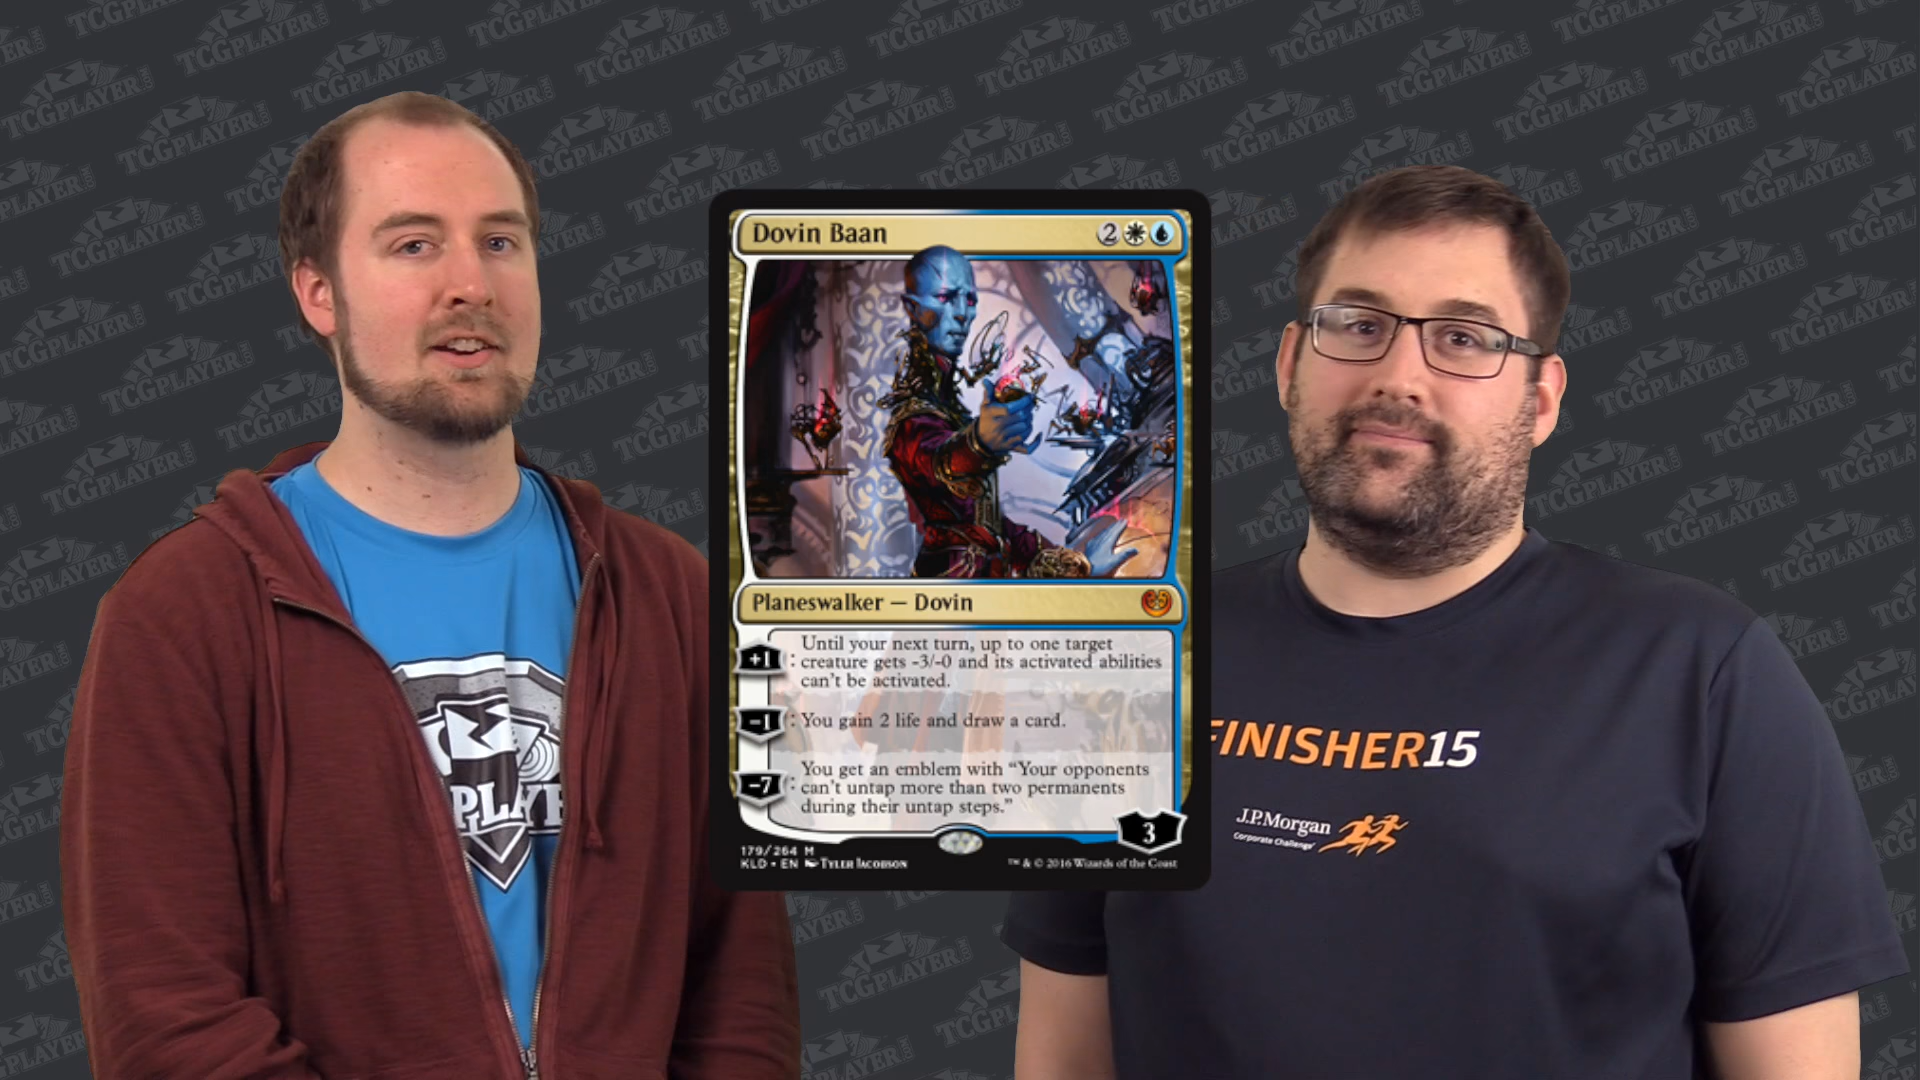 TCGPLAYER.COM
Dovin Baan
2
Planeswalker — Dovin
+1 : Until your next turn, up to one target
creature gets -3/-0 and its activated abilities
can't be activated.
-1 : You gain 2 life and draw a card.
-7 : You get an emblem with "Your opponents
can't untap more than two permanents
during their untap steps."
3
179/264 M
KLD • EN Tyler Jacobson
™ & © 2016 Wizards of the Coast
PLAYE
FINISHER15
J.P.Morgan
Corporate Challenge